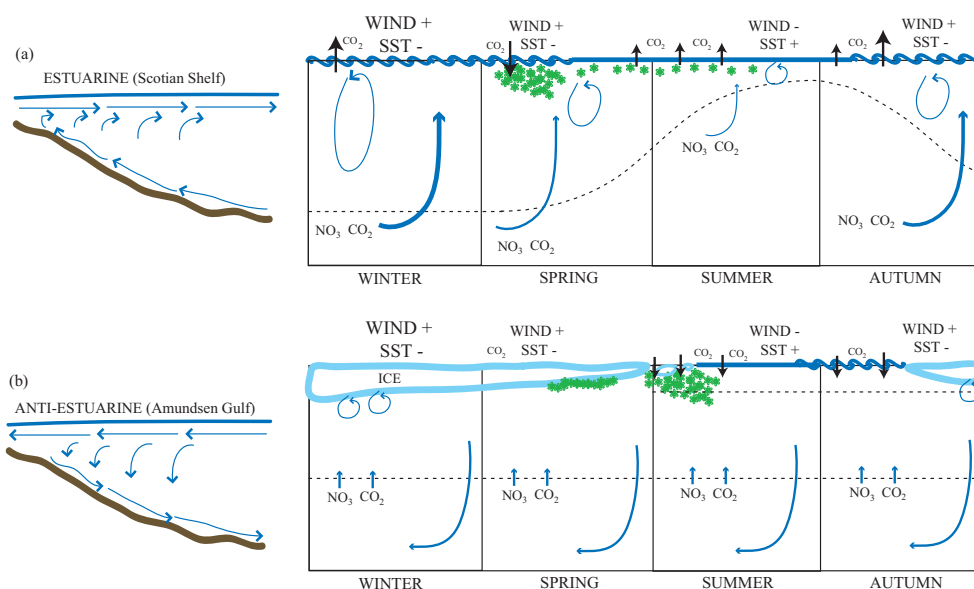 (a)
ESTUARINE (Scotian Shelf)
WIND +
SST -
CO2
WIND +
SST -
CO2
CO2
CO2
WIND -
SST +
CO2
WIND +
SST -
NO3 CO2
NO3 CO2
NO3 CO2
NO3 CO2
WINTER
SPRING
SUMMER
AUTUMN
(b)
ANTI-ESTUARINE (Amundsen Gulf)
WIND +
SST -
CO2
WIND +
SST -
CO2
CO2
WIND -
SST +
CO2
WIND +
SST -
ICE
NO3 CO2
NO3 CO2
NO3 CO2
NO3 CO2
WINTER
SPRING
SUMMER
AUTUMN